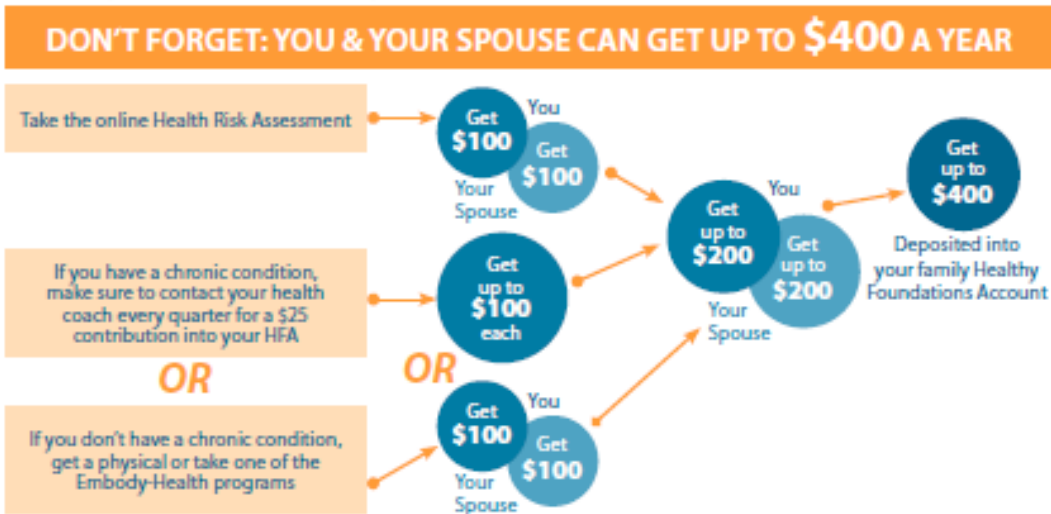 DON'T FORGET: YOU & YOUR SPOUSE CAN GET UP TO $400 A YEAR
Take the online Health Risk Assessment
Get
$100
You
Get
$100
Your
Spouse
If you have a chronic condition,
make sure to contact your health
coach every quarter for a $25
contribution into your HFA
Get
up to
$100
each
OR
OR
If you don't have a chronic condition,
get a physical or take one of the
Embody-Health programs
Get
$100
You
Get
$100
Your
Spouse
Get
up to
$200
You
Get
up to
$200
Your
Spouse
Get
up to
$400
Deposited into
your family Healthy
Foundations Account